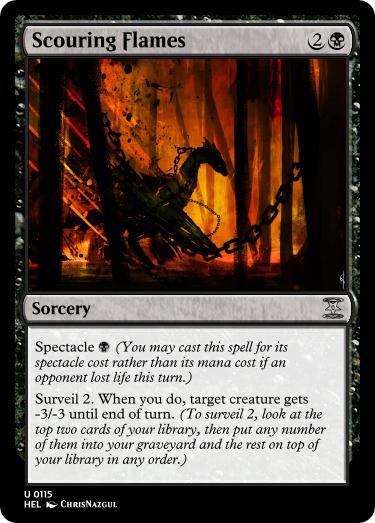 Scouring Flames 2
Sorcery
Spectacle (You may cast this spell for its
spectacle cost rather than its mana cost if an
opponent lost life this turn.)
Surveil 2. When you do, target creature gets
-3/-3 until end of turn. (To surveil 2, look at the
top two cards of your library, then put any
number of them into your graveyard and the rest on top of
your library in any order.)
U 0115
HEL ChrisNazgul